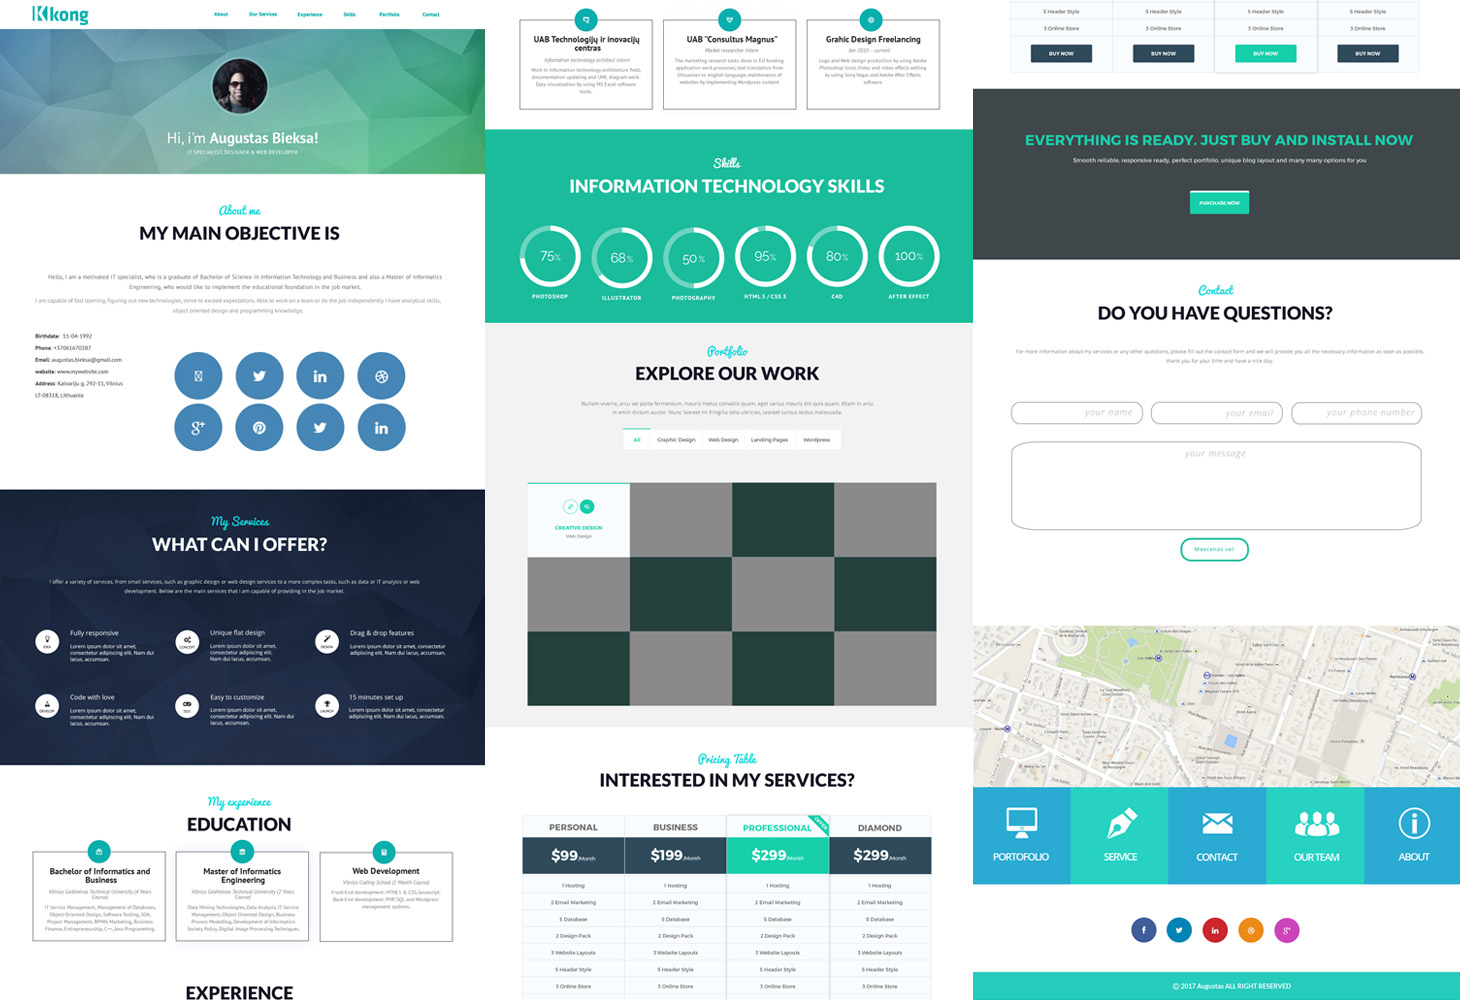 Kkong
About
Our Services
Experience
Skills
Portfolio
Contact
Hi, i'm Augustas Bieksa!
IT SPECIALIST, DESIGNER & WEB DEVELOPER
About me
MY MAIN OBJECTIVE IS
Hello, I am a motivated IT specialist, who is a graduate of Bachelor of Science in Information Technology and Business and also a Master of Informatics
Engineering, who would like to implement the educational foundation in the job market.
I am capable of fast learning, figuring out new technologies, strive to exceed expectations. Able to work on a team or do the job independently. I have analytical skills,
object oriented design and programming knowledge.
Birthdate: 11-04-1992
Phone: +37061670287
Email: augustas.bieksa@gmail.com
website: www.mywebsite.com
Address: Kalvariju g. 292-11, Vilnius
LT-08318, Lithuania
My Services
WHAT CAN I OFFER?
I offer a variety of services, from small services, such as graphic design or web design services to a more complex tasks, such as data or IT analysis or web
development. Below are the main services that I am capable of providing in the job market.
IDEA
Fully responsive
Lorem ipsum dolor sit amet,
consectetur adipiscing elit. Nam dui
lacus, accumsan.
CONCEPT
Unique flat design
Lorem ipsum dolor sit amet,
consectetur adipiscing elit.
Nam dui lacus, accumsan.
DESIGN
Drag & drop features
Lorem ipsum dolor sit amet, consectetur
adipiscing elit. Nam dui lacus, accumsan.
DEVELOP
Code with love
Lorem ipsum dolor sit amet,
consectetur adipiscing elit. Nam dui
lacus, accumsan.
TEST
Easy to customize
Lorem ipsum dolor sit amet,
consectetur adipiscing elit. Nam dui
lacus, accumsan.
LAUNCH
15 minutes set up
Lorem ipsum dolor sit amet, consectetur
adipiscing elit. Nam dui lacus, accumsan.
My experience
EDUCATION
Bachelor of Informatics and
Business
Vilnius Gediminas Technical University (4 Years
Course)
IT Service Management, Management of Databases,
Object-Oriented Design, Software Testing, SOA,
Project Management, BPMN, Marketing, Business
Finance, Entrepreneurship, C++, Java Programming.
Master of Informatics
Engineering
Vilnius Gediminas Technical University (2 Years
Course)
Data Mining Technologies, Data Analysis, IT Service
Management, Object Oriented Design, Business
Process Modelling, Development of Information
Society Policy, Digital Image Processing Techniques.
Web Development
Vilnius Coding School (1 Month Course)
Front End development: HTML5 & CSS, Javascript.
Back End development: PHP, SQL and Wordpress
management systems.
EXPERIENCE
UAB Technologijų ir inovacijų
centras
Information technology architect intern
Work in information technology architecture field,
documentation updating and UML diagram work.
Data visualization by using MS Excel software
tools.
UAB "Consultus Magnus"
Market researcher intern
The marketing research tasks done in EU funding
application work processes, text translation from
lithuanian to english language, maintenance of
websites by implementing Wordpress content
Grahic Design Freelancing
Jan 2010 - current
Logo and Web design production by using Adobe
Photoshop tools, Video and video effects editing
by using Sony Vegas and Adobe After Effects
software.
Skills
INFORMATION TECHNOLOGY SKILLS
75%
68%
50%
95%
80%
100%
PHOTOSHOP
ILLUSTRATOR
PHOTOGRAPHY
HTML 5 / CSS 3
C4D
AFTER EFFECT
Portfolio
EXPLORE OUR WORK
Nullam viverra, arcu vel porta fermentum, mauris metus convallis quam, eget varius mauris elit quis quam. Etiam in arcu
in enim dictum auctor. Nunc laoreet mi fringilla odio ultricies, laoreet cursus lectus malesuada.
All
Graphic Design
Web Design
Landing Pages
Wordpress
CREATIVE DESIGN
Web Design
Pricing Table
INTERESTED IN MY SERVICES?
PERSONAL
BUSINESS
PROFESSIONAL
OFFER
DIAMOND
$99/Month
$199/Month
$299/Month
$299/Month
1 Hosting
1 Hosting
1 Hosting
1 Hosting
2 Email Marketing
2 Email Marketing
2 Email Marketing
2 Email Marketing
5 Database
5 Database
5 Database
5 Database
2 Design Pack
2 Design Pack
2 Design Pack
2 Design Pack
3 Website Layouts
3 Website Layouts
3 Website Layouts
3 Website Layouts
5 Header Style
5 Header Style
5 Header Style
5 Header Style
3 Online Store
3 Online Store
3 Online Store
3 Online Store
5 Header Style
5 Header Style
5 Header Style
5 Header Style
3 Online Store
3 Online Store
3 Online Store
3 Online Store
BUY NOW
BUY NOW
BUY NOW
BUY NOW
EVERYTHING IS READY. JUST BUY AND INSTALL NOW
Smooth reliable, responsive ready, perfect portfolio, unique blog layout and many many options for you
PURCHASE NOW
Contact
DO YOU HAVE QUESTIONS?
For more information about my services or any other questions, please fill out the contact form and we will provide you all the necessary information as soon as possible,
thank you for your time and have a nice day.
your name
your email
your phone number
your message
Maecenas vel
PORTOFOLIO
SERVICE
CONTACT
OUR TEAM
ABOUT
© 2017 Augustas ALL RIGHT RESERVED